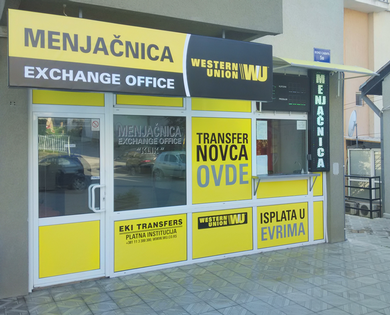 MENJAČNICA
EXCHANGE OFFICE
WESTERN
UNION WU
MENJAČNICA
MENJAČNICA
EXCHANGE OFFICE
TRANSFER
NOVCA
OVDE
EKI TRANSFERS
PLATNA INSTITUCIJA
WESTERN
UNION WU
ISPLATA U
EVRIMA